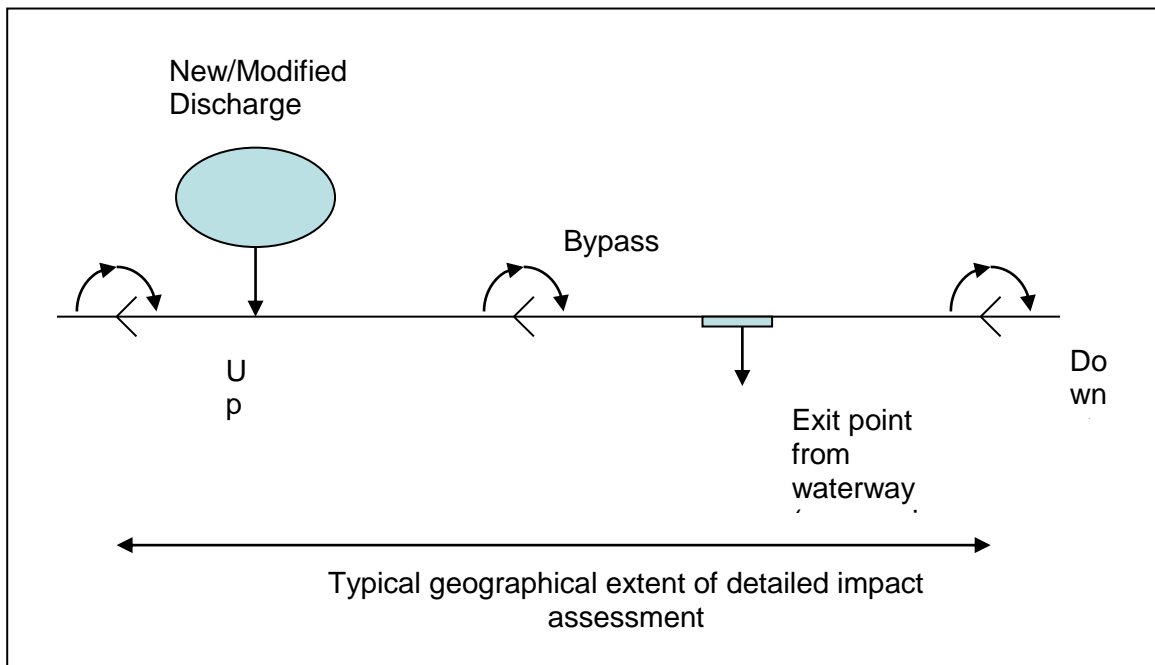 New/Modified
Discharge
Bypass
U
p
Do
wn
Exit point
from
waterway
Typical geographical extent of detailed impact
assessment